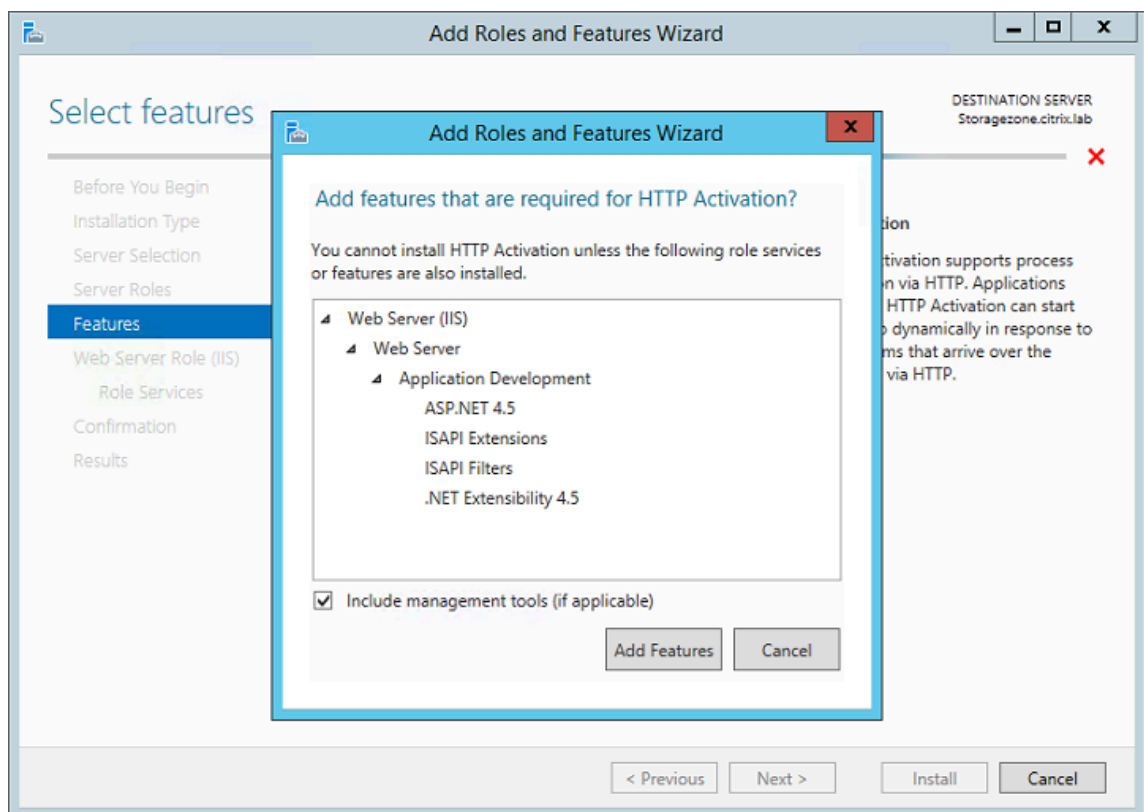 Add Roles and Features Wizard
Select features
DESTINATION SERVER
Storagezone.citrix.lab
Before You Begin
Installation Type
Server Selection
Server Roles
Features
Web Server Role (IIS)
Role Services
Confirmation
Results
Add Roles and Features Wizard
Add features that are required for HTTP Activation?
You cannot install HTTP Activation unless the following role services
or features are also installed.
Web Server (IIS)
Web Server
Application Development
ASP.NET 4.5
ISAPI Extensions
ISAPI Filters
.NET Extensibility 4.5
Include management tools (if applicable)
Add Features
Cancel
tion
tivation supports process
n via HTTP. Applications
HTTP Activation can start
dynamically in response to
ms that arrive over the
via HTTP.
< Previous
Next >
Install
Cancel